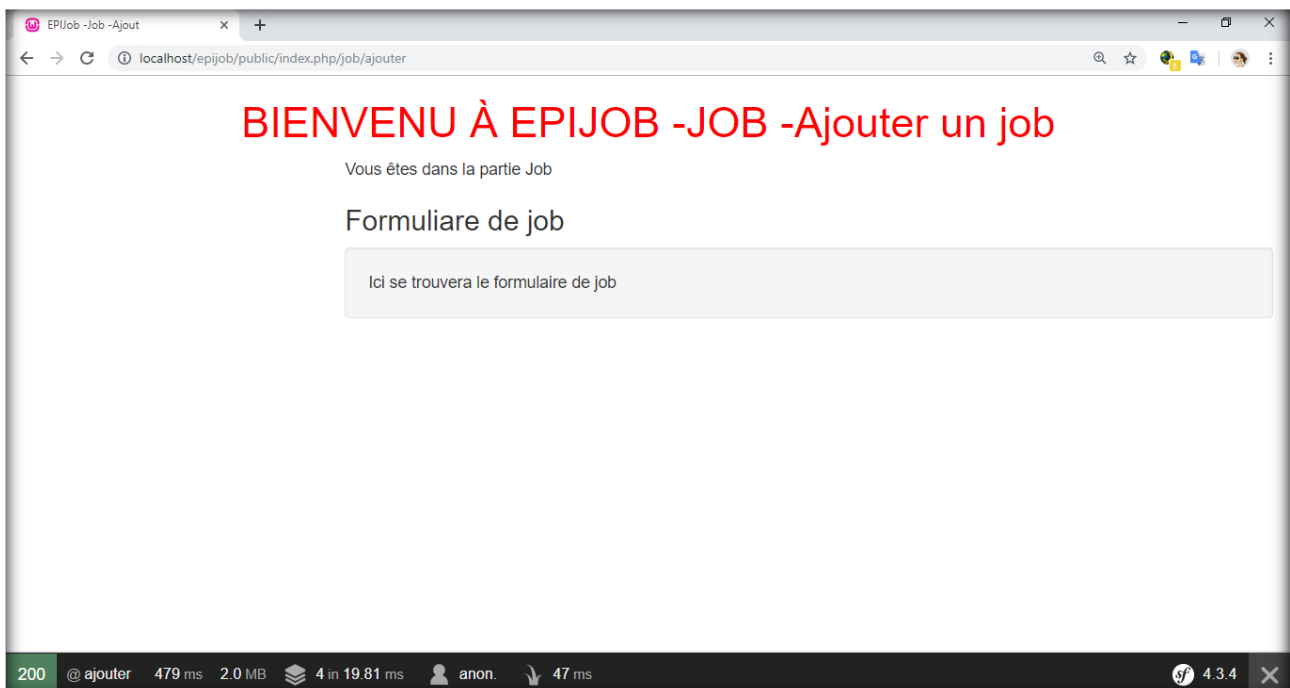 EPIJob -Job -Ajout
localhost/epijob/public/index.php/job/ajouter
BIENVENU À EPIJOB -JOB -Ajouter un job
Vous êtes dans la partie Job
Formuliare de job
Ici se trouvera le formulaire de job
200 @ ajouter 479 ms 2.0 MB 4 in 19.81 ms anon. 47 ms sf 4.3.4